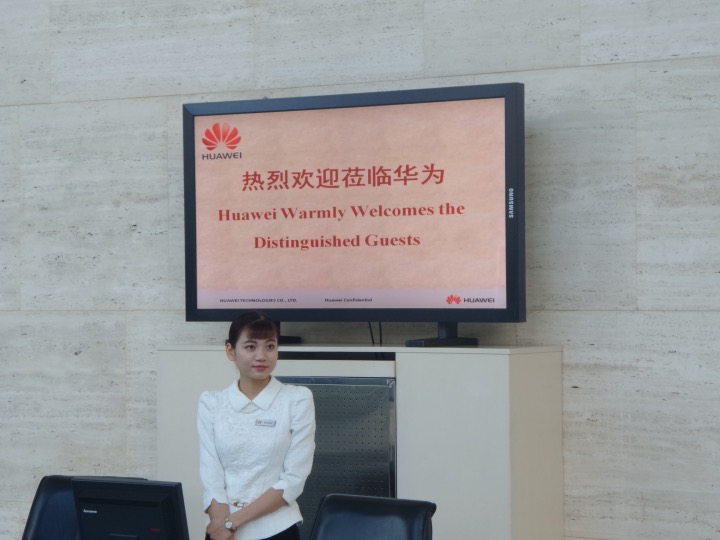 HUAWEI
热烈欢迎莅临华为
Huawei Warmly Welcomes the
Distinguished Guests
HUAWEI TECHNOLOGIES CO., LTD.
Huawei Confidential
HUAWEI
SAMSUNG
lenovo